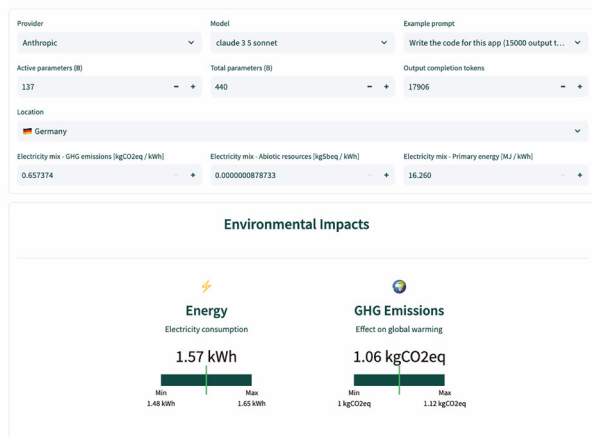 Provider Model Example prompt
Anthropic claude 3 5 sonnet Write the code for this app (15000 output t...
Active parameters (B) Total parameters (B) Output completion tokens
137 - + 440 - + 17906 - +
Location
Germany
Electricity mix - GHG emissions [kgCO2eq / kWh] Electricity mix - Abiotic resources [kgSbeq / kWh] Electricity mix - Primary energy [MJ / kWh]
0.657374 - + 0.0000000878733 - + 16.260 - +
Environmental Impacts
Energy GHG Emissions
Electricity consumption Effect on global warming
1.57 kWh 1.06 kgCO2eq
Min Max Min Max
1.48 kWh 1.65 kWh 1 kgCO2eq 1.12 kgCO2eq